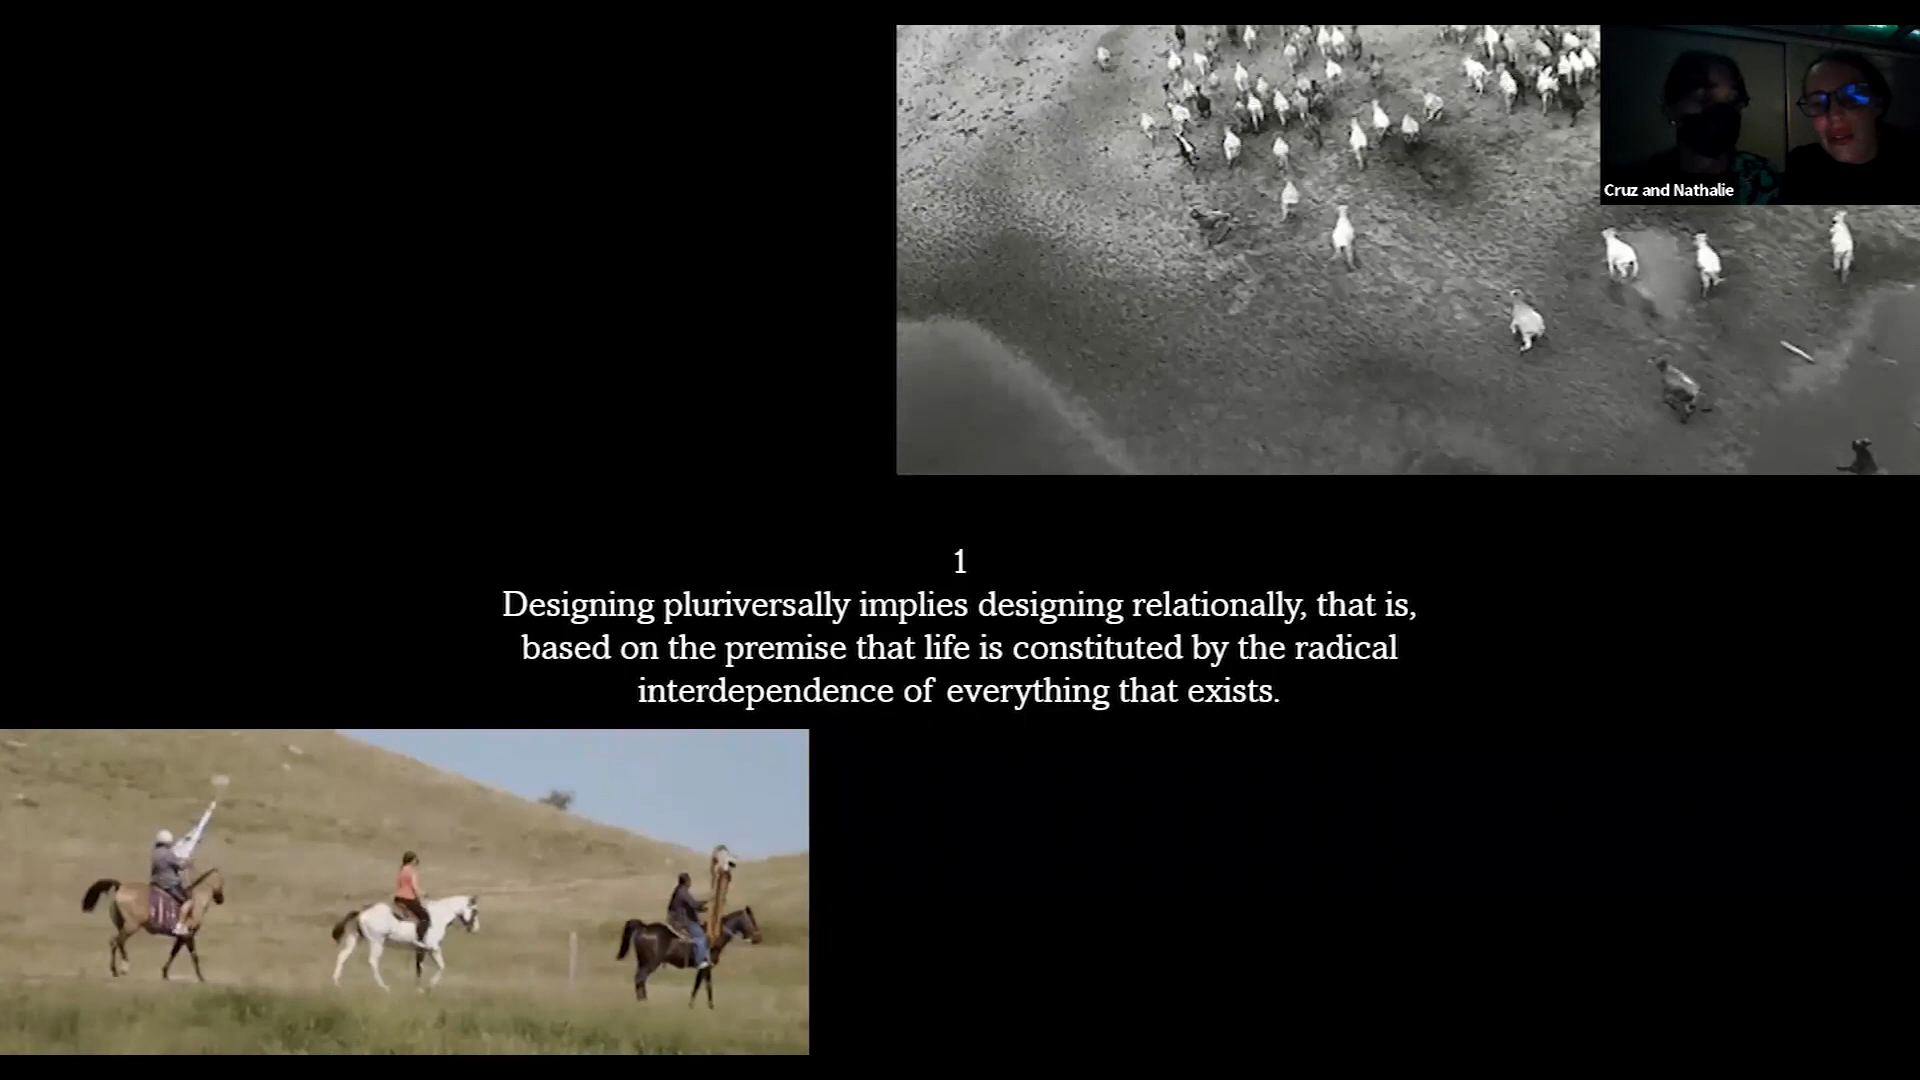 Cruz and Nathalie
1
Designing pluriversally implies designing relationally, that is,
based on the premise that life is constituted by the radical
interdependence of everything that exists.